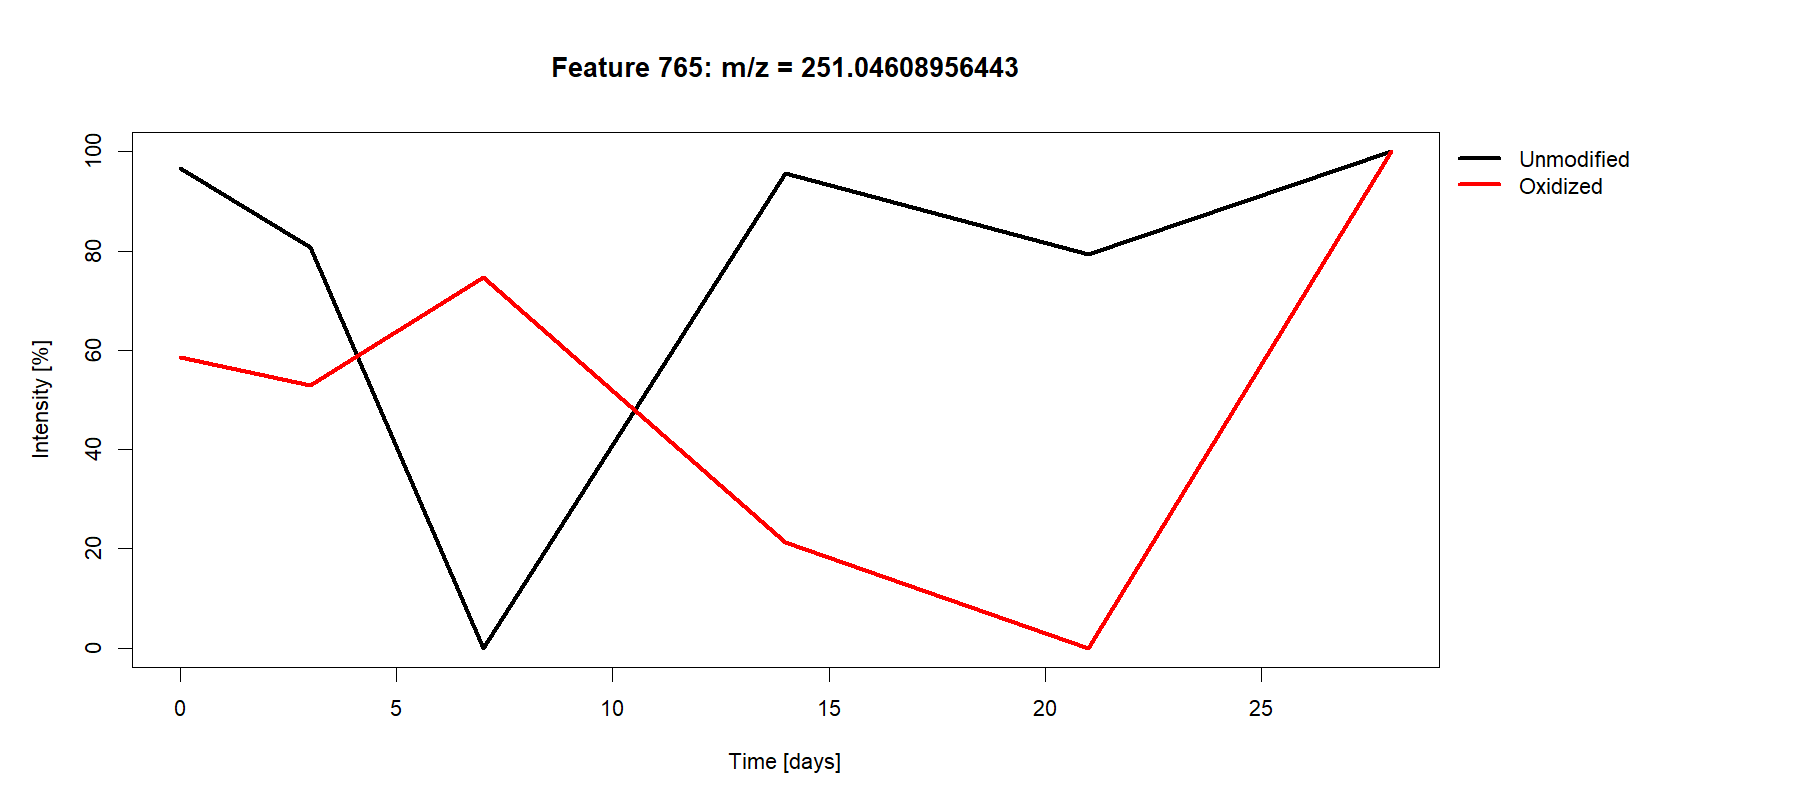 Feature 765: m/z = 251.04608956443
Unmodified
Oxidized
Intensity [%]
100
80
60
40
20
0
0 5 10 15 20 25
Time [days]